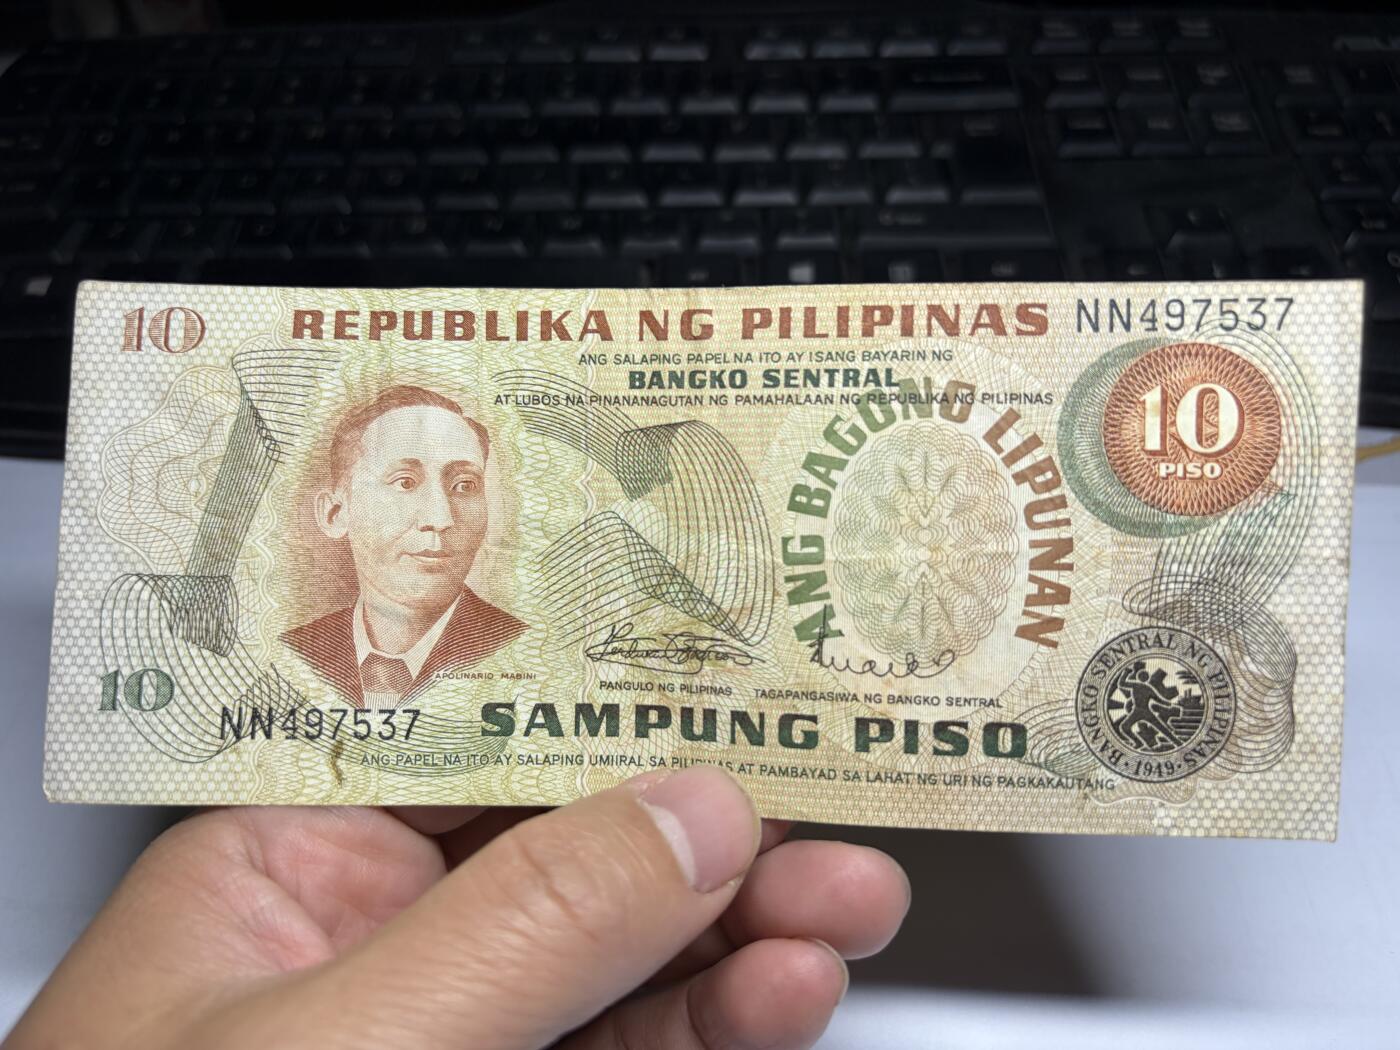 10
REPUBLIKA NG PILIPINAS
NN497537
ANG SALAPING PAPEL NA ITO AY ISANG BAYARIN NG
BANGKO SENTRAL
AT LUBOS NA PINANANAGUTAN NG PAMAHALAAN NG REPUBLIKA NG PILIPINAS
ANG BAGONG LIPUNAN
10
PISO
APOLINARIO MABINI
10
PANGULO NG PILIPINAS
TAGAPANGASIWA NG BANGKO SENTRAL
BANGKO SENTRAL NG PILIPINAS
·1949·
NN497537
SAMPUNG PISO
ANG PAPEL NA ITO AY SALAPING UMIIRAL SA PILIPINAS AT PAMBAYAD SA LAHAT NG URI NG PAGKAKAUTANG